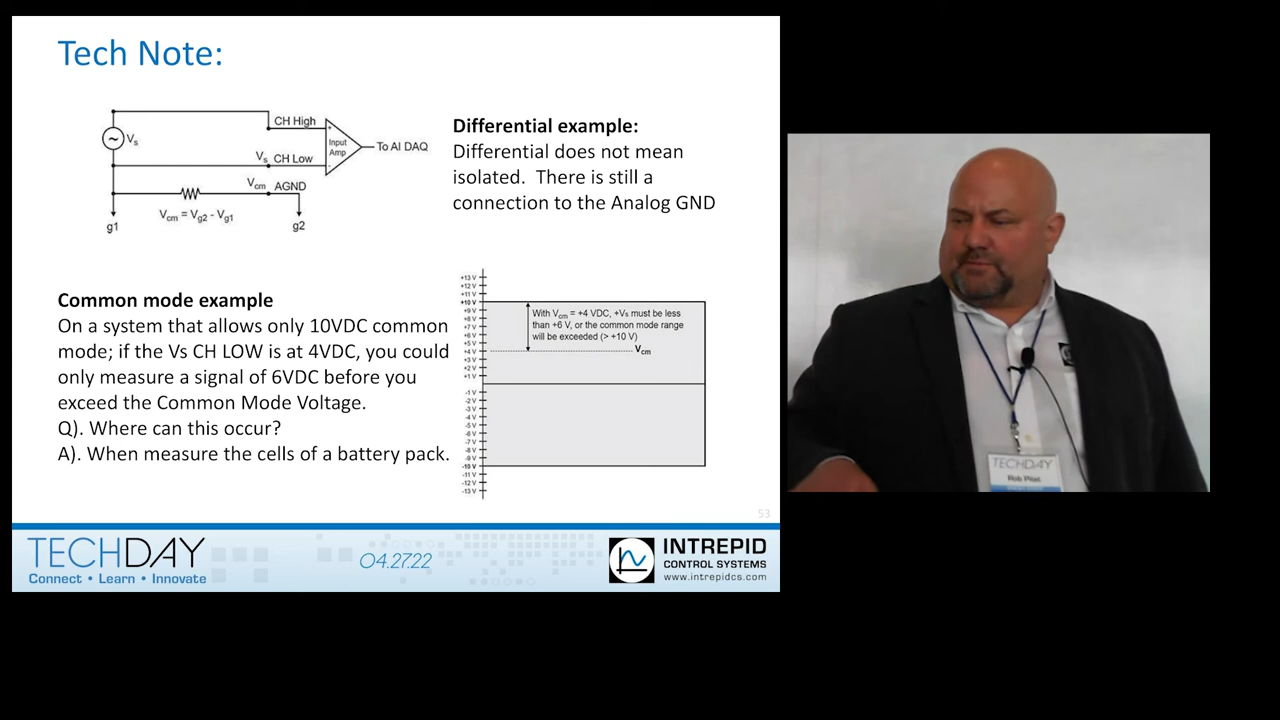 Tech Note:
CH High
Vs
Input
Amp
+
-
To AI DAQ
Vs CH Low
Vcm AGND
Vcm = Vg2 - Vg1
g1
g2
Differential example:
Differential does not mean
isolated. There is still a
connection to the Analog GND
Common mode example
On a system that allows only 10VDC common
mode; if the Vs CH LOW is at 4VDC, you could
only measure a signal of 6VDC before you
exceed the Common Mode Voltage.
Q). Where can this occur?
A). When measure the cells of a battery pack.
+13 V
+12 V
+11 V
+10 V
+9 V
+8 V
+7 V
+6 V
+5 V
+4 V
+3 V
+2 V
+1 V
-1 V
-2 V
-3 V
-4 V
-5 V
-6 V
-7 V
-8 V
-9 V
-10 V
-11 V
-12 V
-13 V
With Vcm = +4 VDC, +Vs must be less
than +6 V, or the common mode range
will be exceeded (> +10 V)
Vcm
53
TECHDAY
Connect • Learn • Innovate
04.27.22
INTREPID
CONTROL SYSTEMS
www.intrepidcs.com
TECHDAY
Rob Pilat